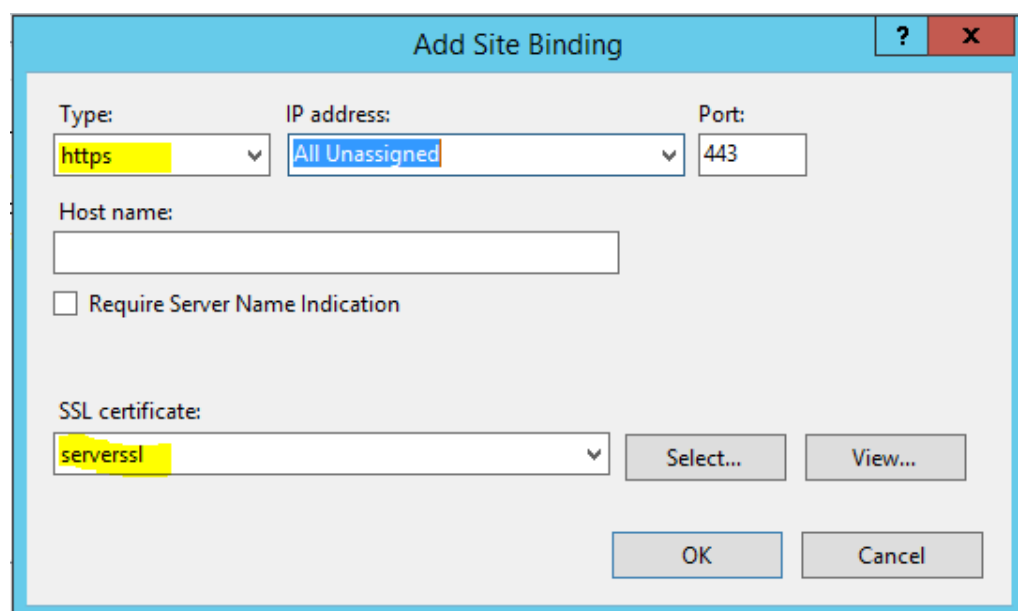 Add Site Binding
?
x
Type:
IP address:
Port:
https
All Unassigned
443
Host name:
Require Server Name Indication
SSL certificate:
serverssl
Select...
View...
OK
Cancel